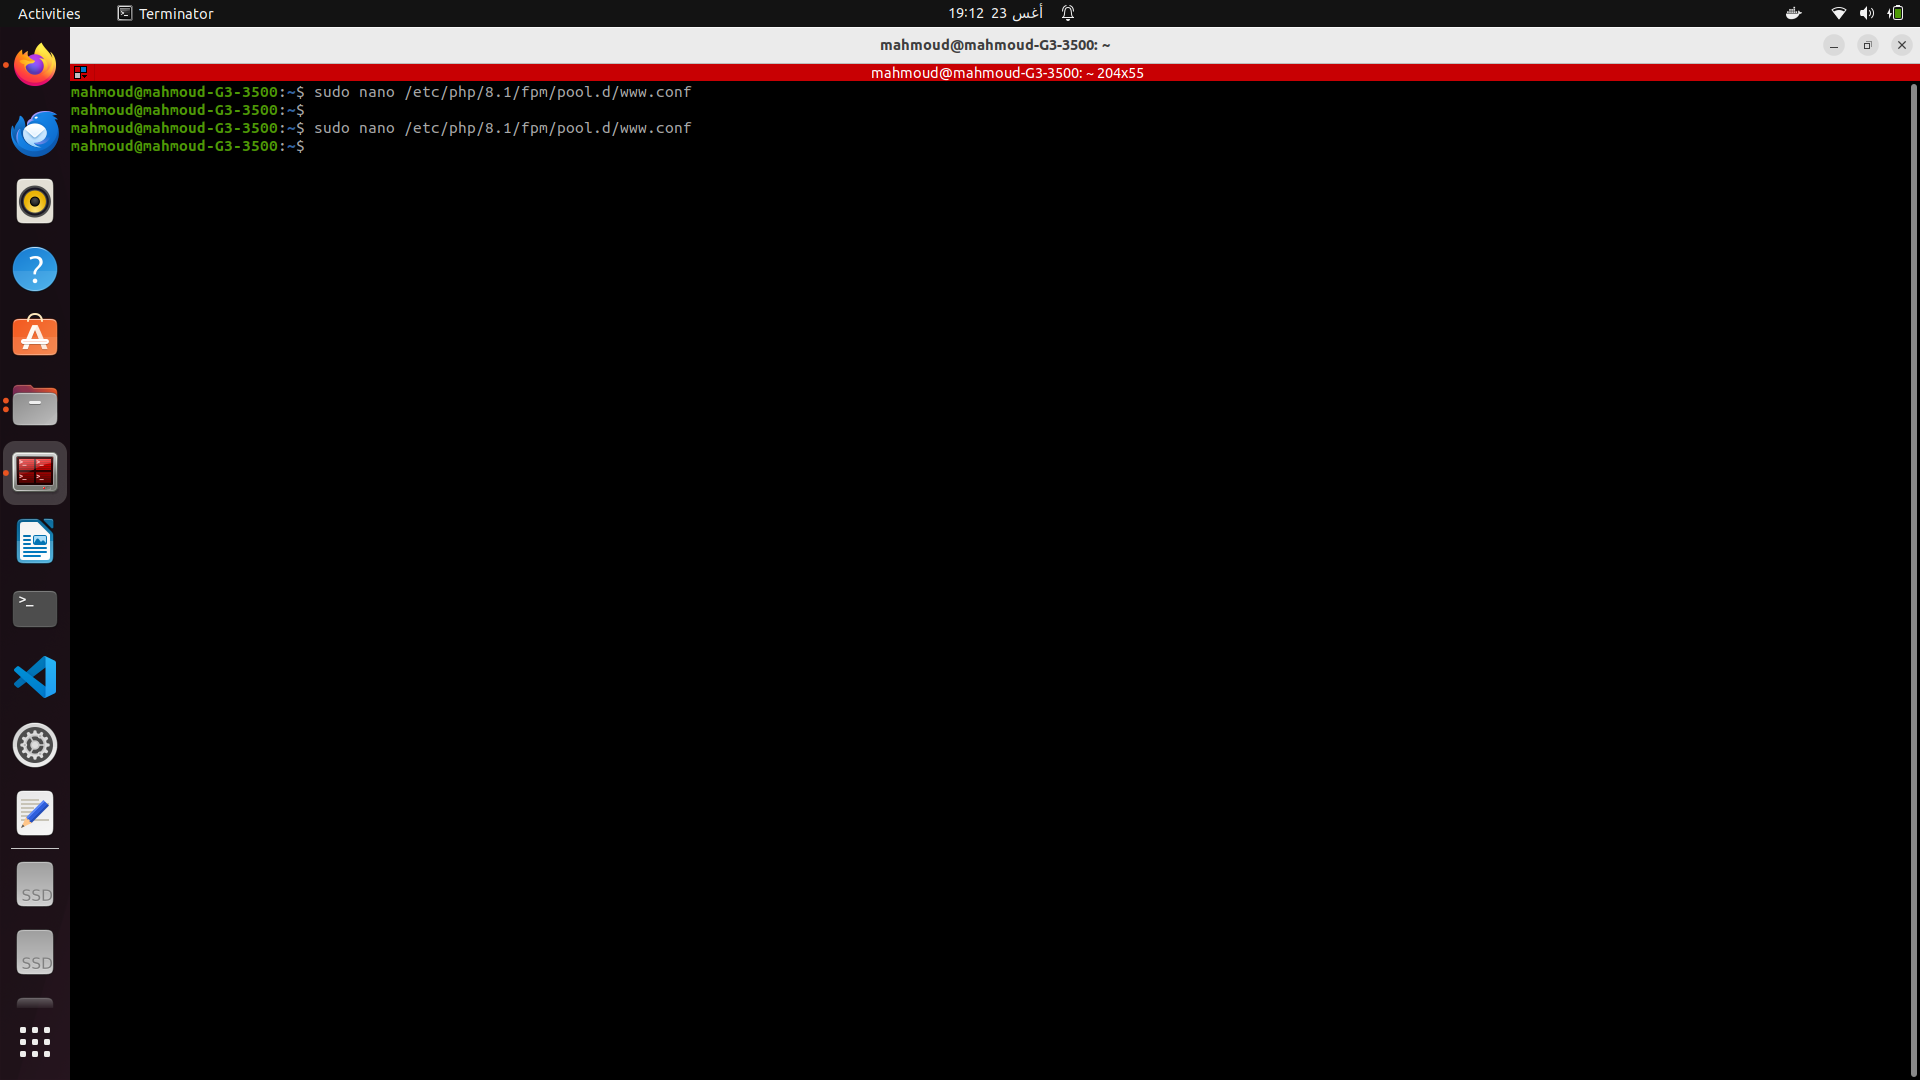 Activities
Terminator
19:12 23 أغس
mahmoud@mahmoud-G3-3500: ~
mahmoud@mahmoud-G3-3500: ~ 204x55
mahmoud@mahmoud-G3-3500:~$ sudo nano /etc/php/8.1/fpm/pool.d/www.conf
mahmoud@mahmoud-G3-3500:~$
mahmoud@mahmoud-G3-3500:~$ sudo nano /etc/php/8.1/fpm/pool.d/www.conf
mahmoud@mahmoud-G3-3500:~$
SSD
SSD